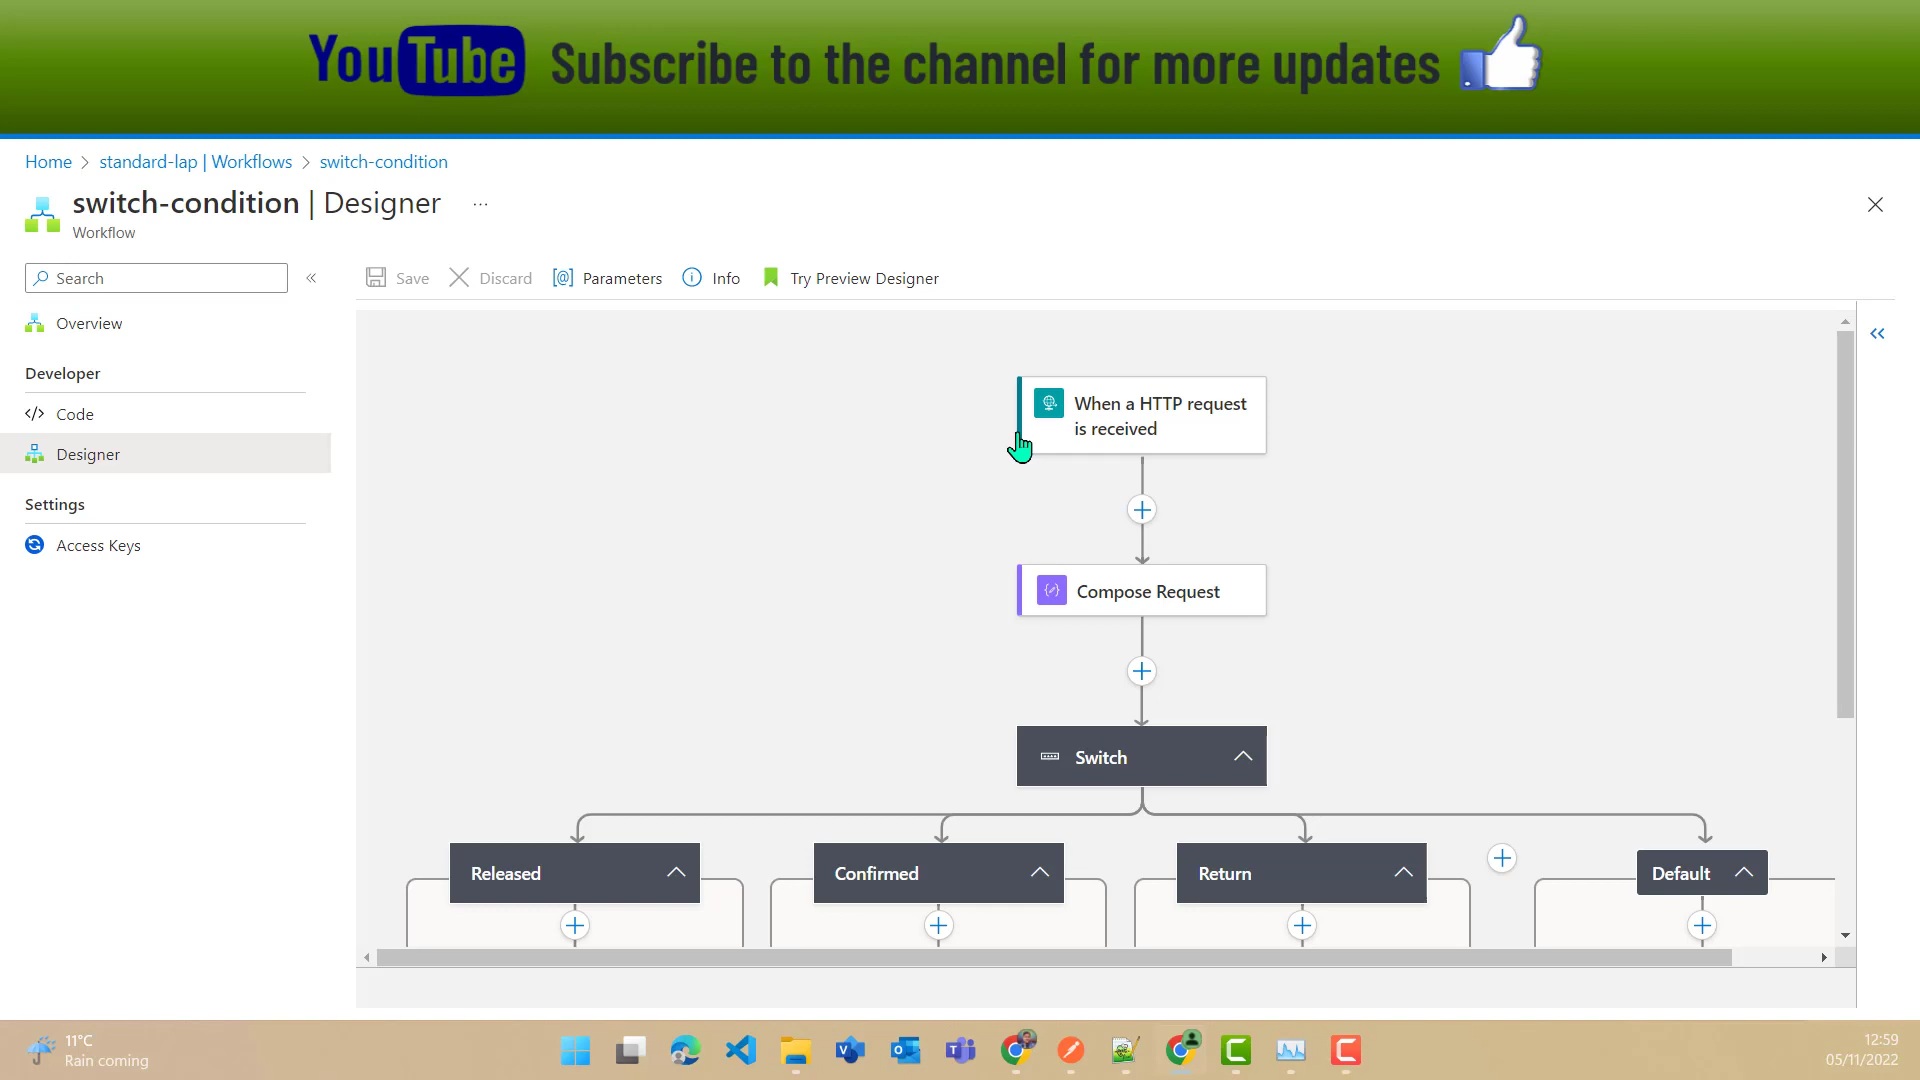 YouTube Subscribe to the channel for more updates
Home > standard-lap | Workflows > switch-condition
switch-condition | Designer ...
Workflow
Search «
Save Discard [@] Parameters Info Try Preview Designer
Overview
Developer
</> Code
Designer
Settings
Access Keys
When a HTTP request
is received
Compose Request
Switch
Released Confirmed Return Default
11°C
Rain coming
12:59
05/11/2022